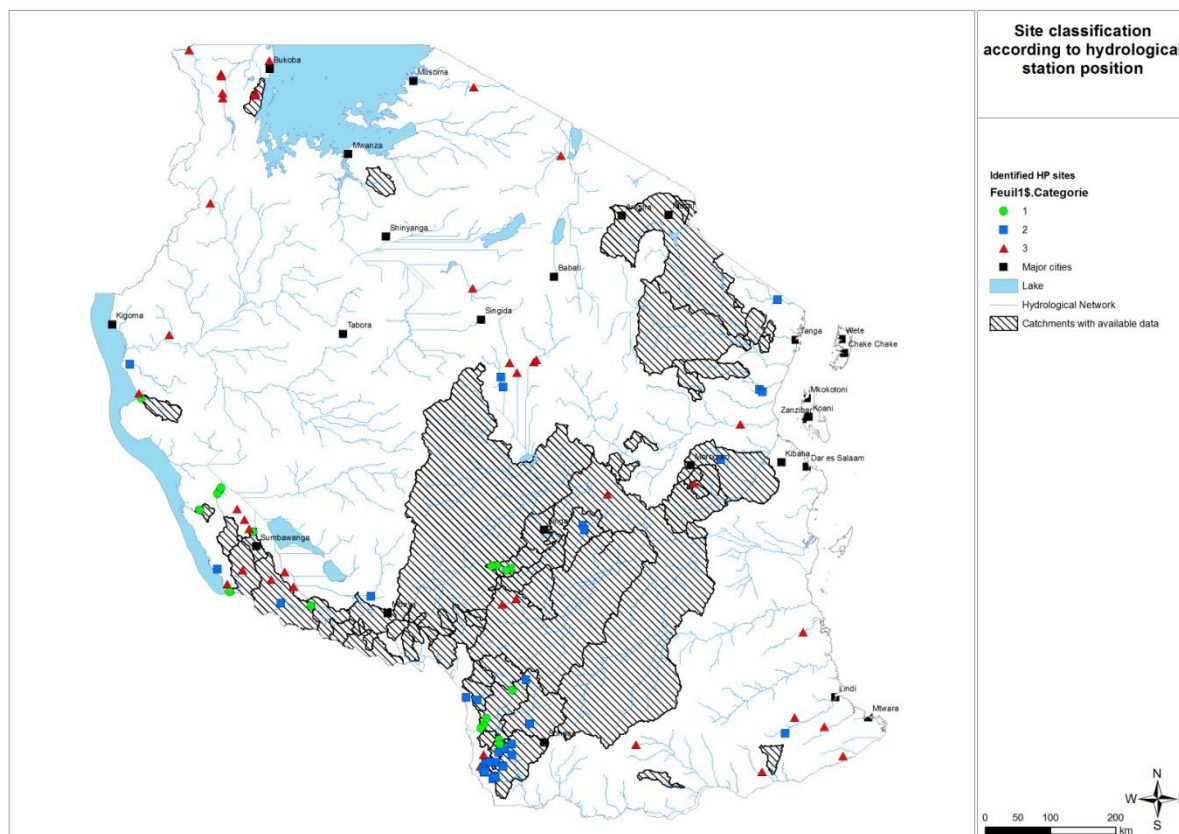 Site classification
according to hydrological
station position
Identified HP sites
Feuil1$.Categorie
1
2
3
Major cities
Lake
Hydrological Network
Catchments with available data
Bukoba
Musoma
Mwanza
Shinyanga
Babati
Kigoma
Tabora
Singida
Tanga
Wete
Chake Chake
Mkokotoni
Zanzibar
Koani
Kibaha
Dar es Salaam
Morogoro
Sumbawanga
Lindi
Mtwara
N
W
S
0 50 100 200
km